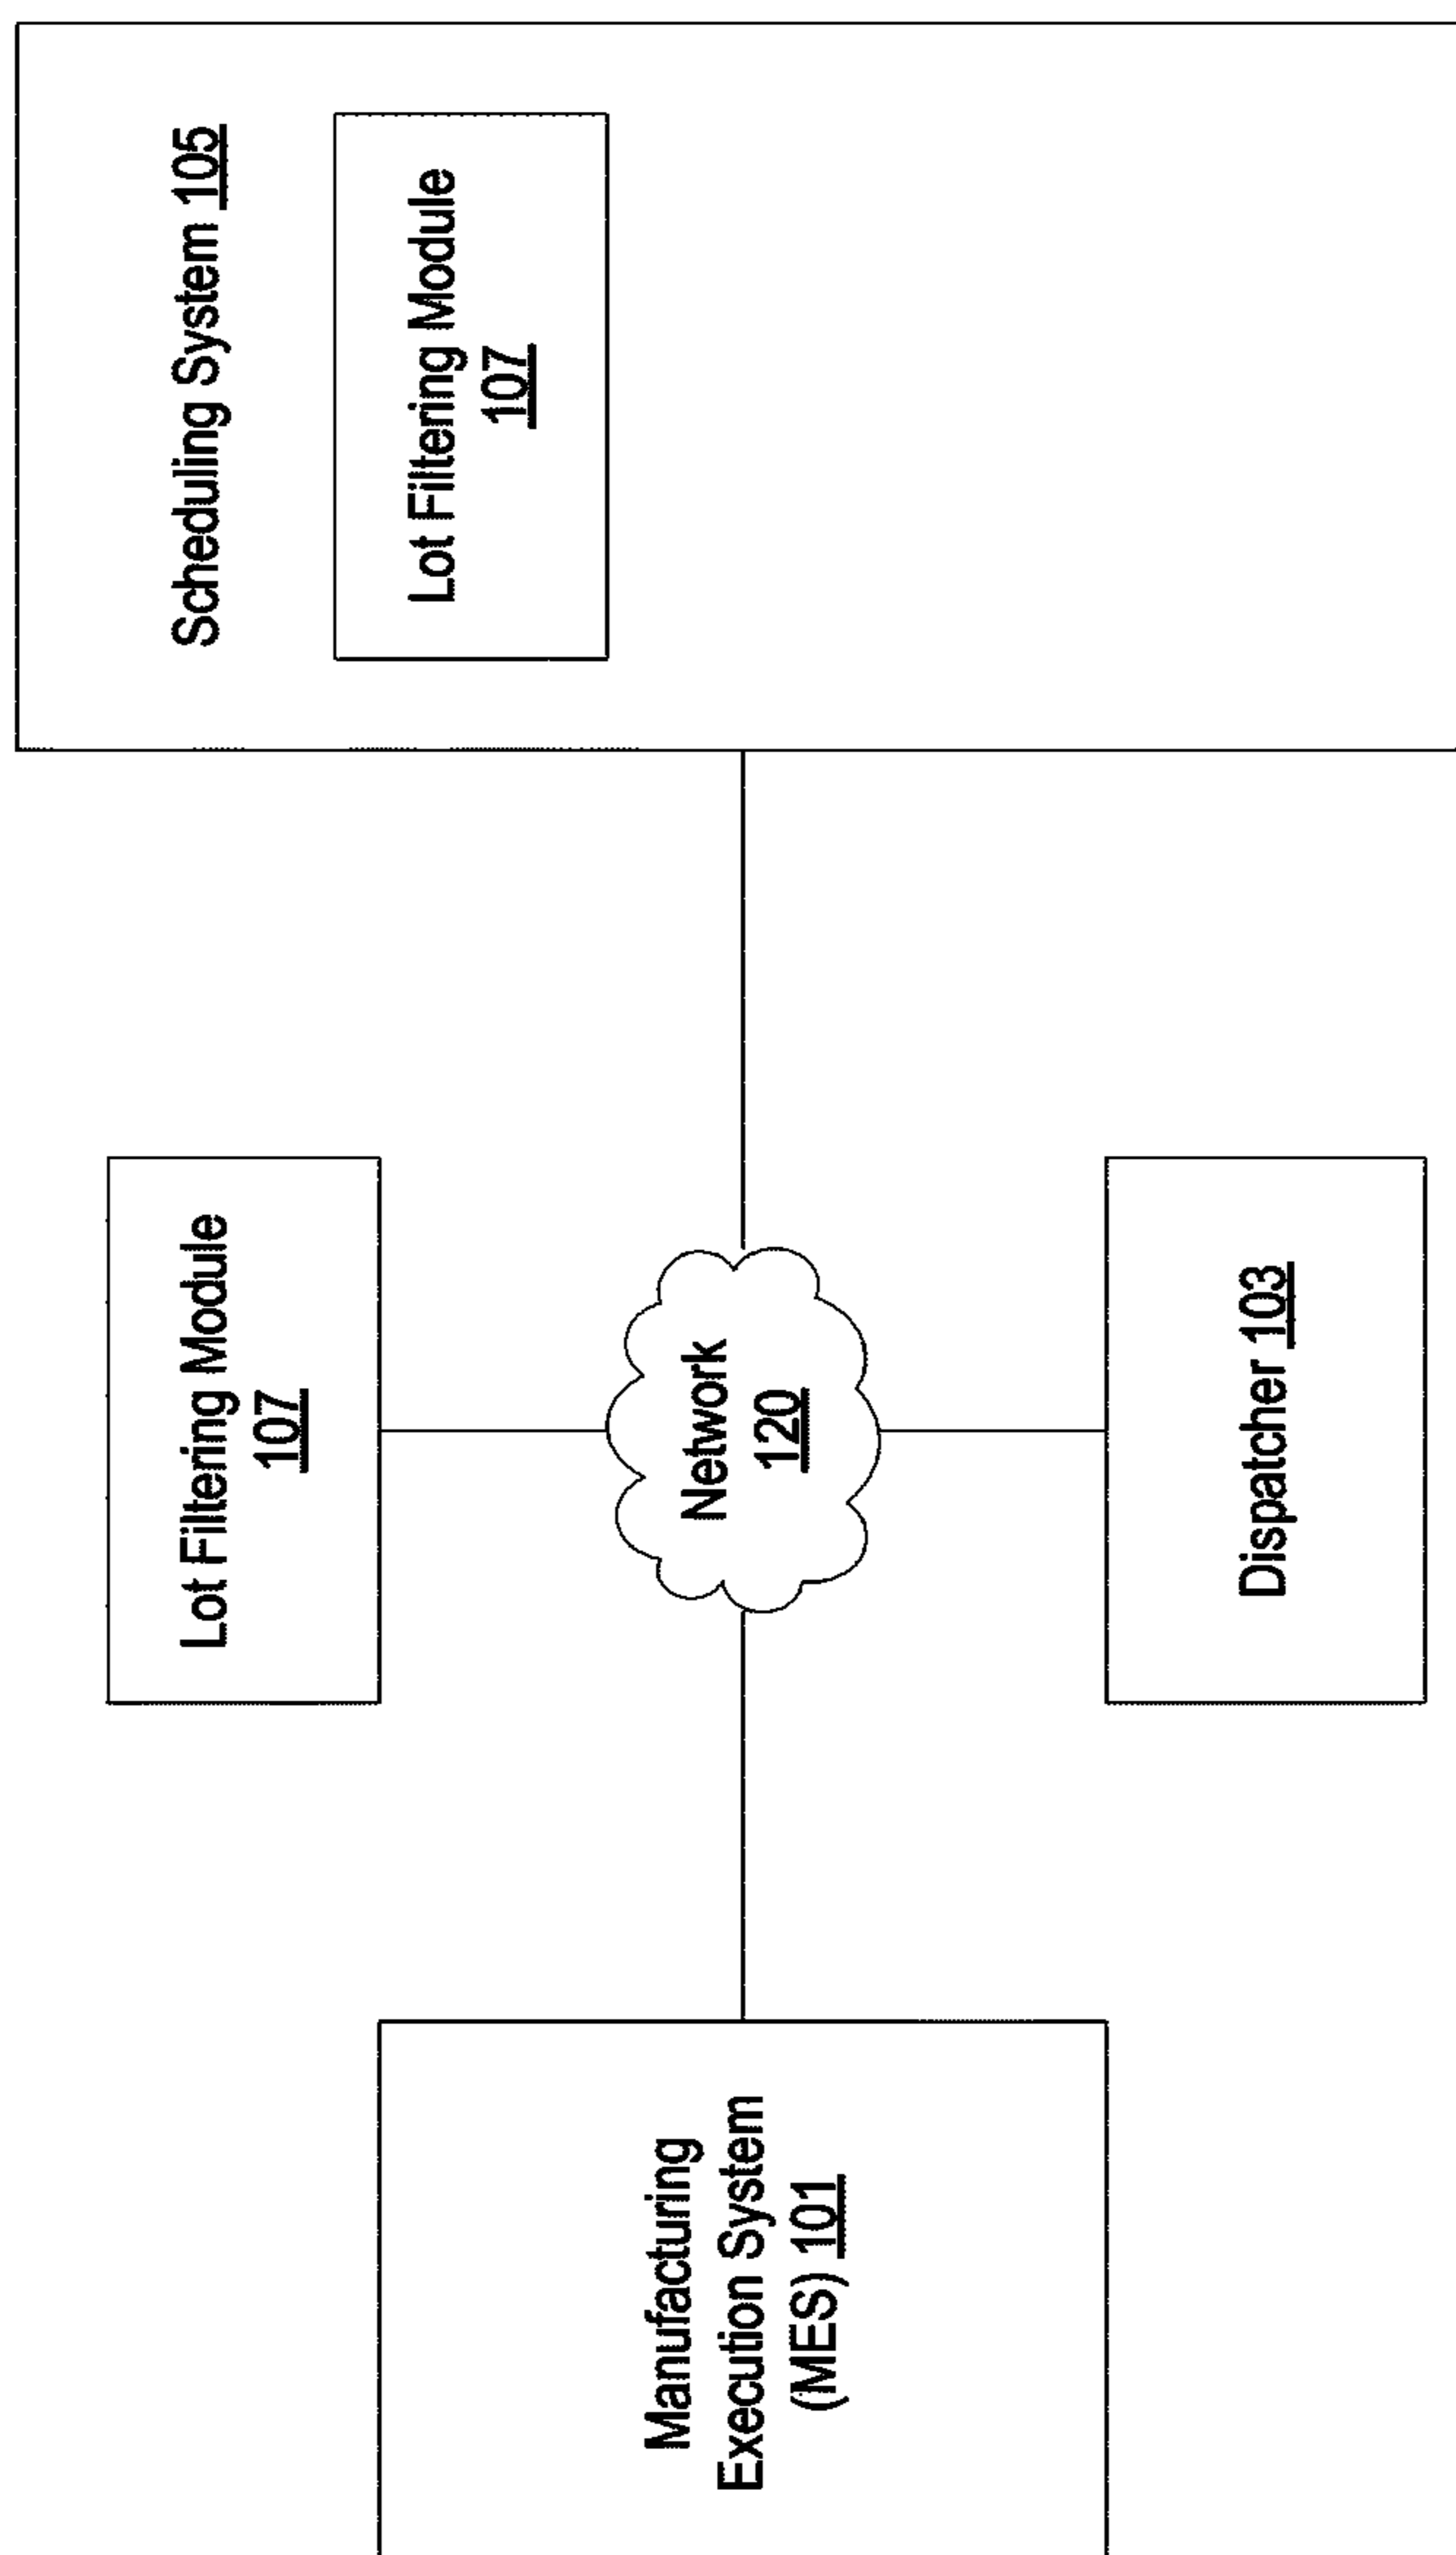 Lot Filtering Module
107
Scheduling System 105
Lot Filtering Module
107
Manufacturing
Execution System
(MES) 101
Network
120
Dispatcher 103